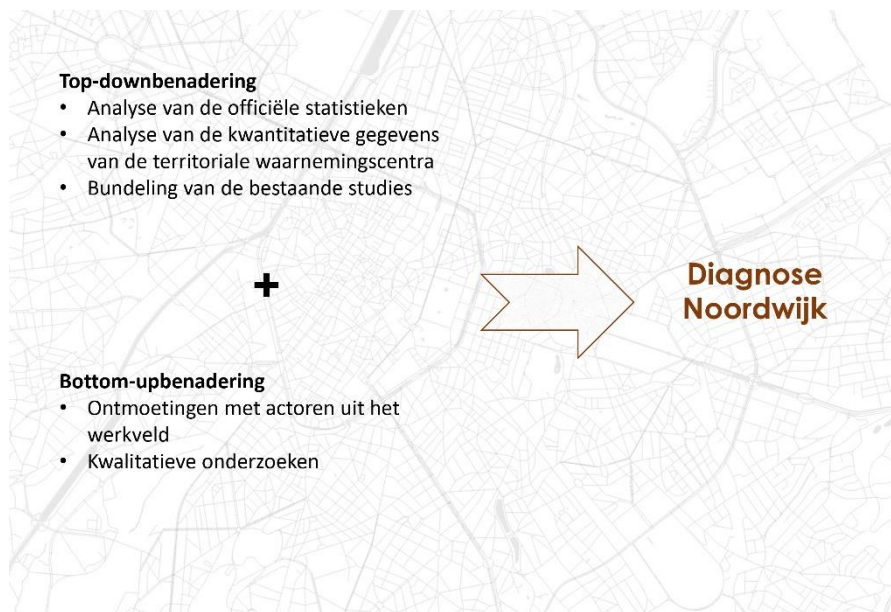 Top-downbenadering
• Analyse van de officiële statistieken
• Analyse van de kwantitatieve gegevens
van de territoriale waarnemingscentra
• Bundeling van de bestaande studies
+
Diagnose
Noordwijk
Bottom-upbenadering
• Ontmoetingen met actoren uit het
werkveld
• Kwalitatieve onderzoeken